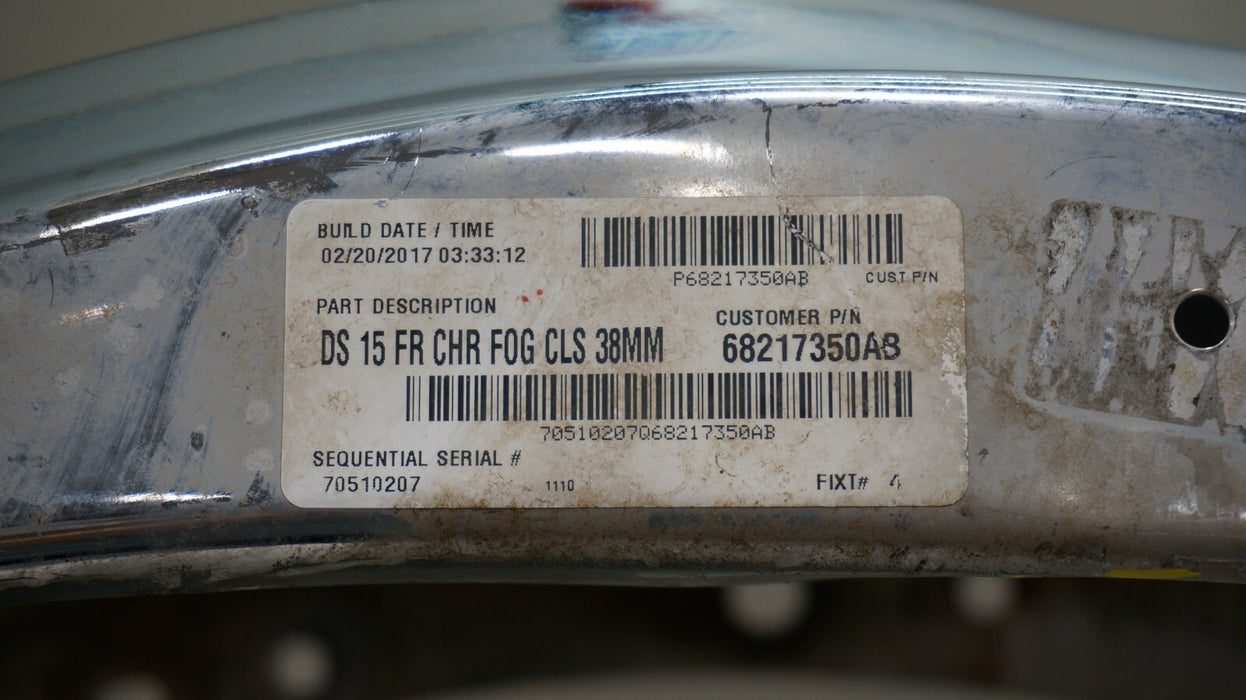 BUILD DATE / TIME
02/20/2017 03:33:12
P68217350AB
CUST P/N
PART DESCRIPTION
DS 15 FR CHR FOG CLS 38MM
CUSTOMER P/N
68217350AB
70510207Q68217350AB
SEQUENTIAL SERIAL #
70510207
1110
FIXT# 4